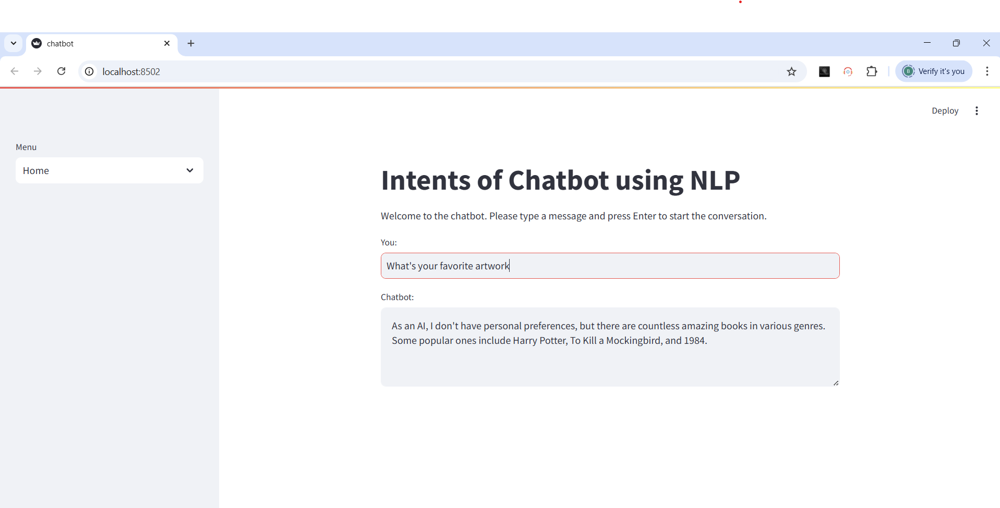 chatbot
localhost:8502
B
Verify it's you
Deploy
Menu
Home
Intents of Chatbot using NLP
Welcome to the chatbot. Please type a message and press Enter to start the conversation.
You:
What's your favorite artwork
Chatbot:
As an AI, I don't have personal preferences, but there are countless amazing books in various genres.
Some popular ones include Harry Potter, To Kill a Mockingbird, and 1984.